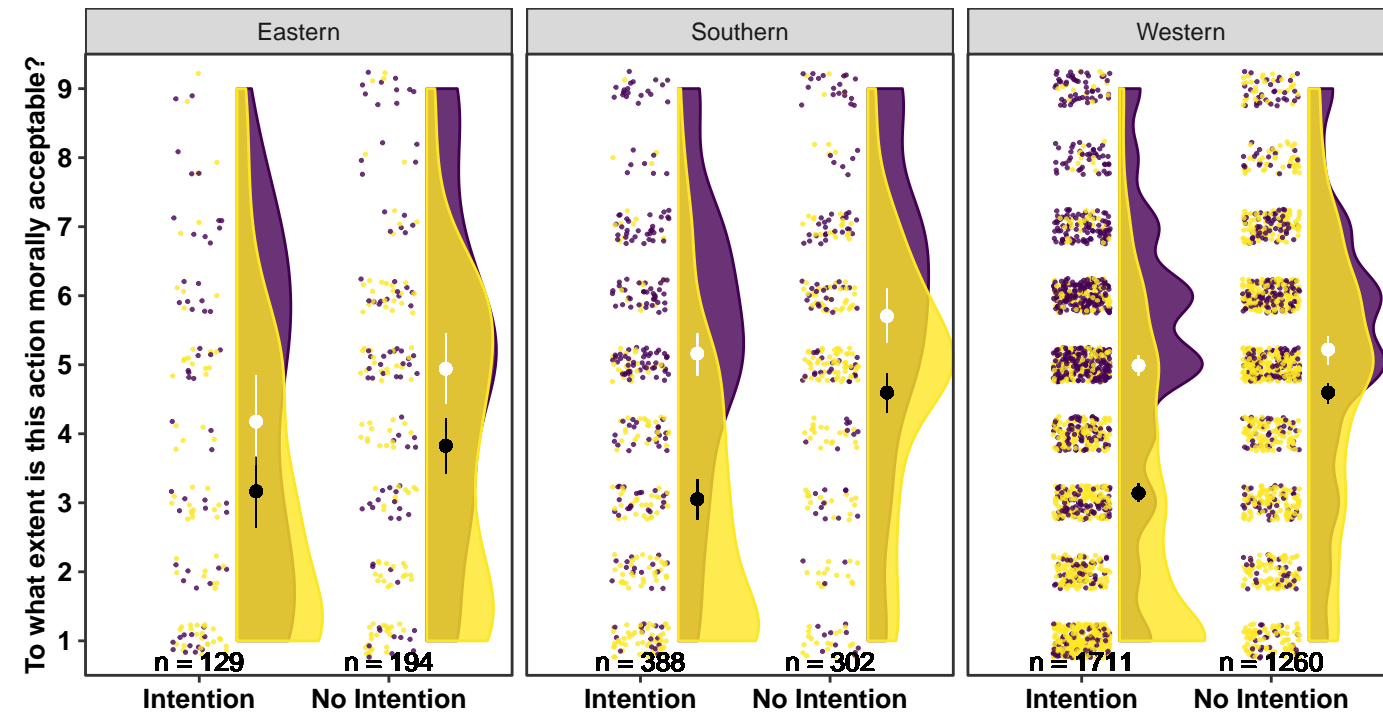 Eastern
Southern
Western
To what extent is this action morally acceptable?
9
8
7
6
5
4
3
2
1
n = 129
n = 194
n = 388
n = 302
n = 1711
n = 1260
Intention
No Intention
Intention
No Intention
Intention
No Intention